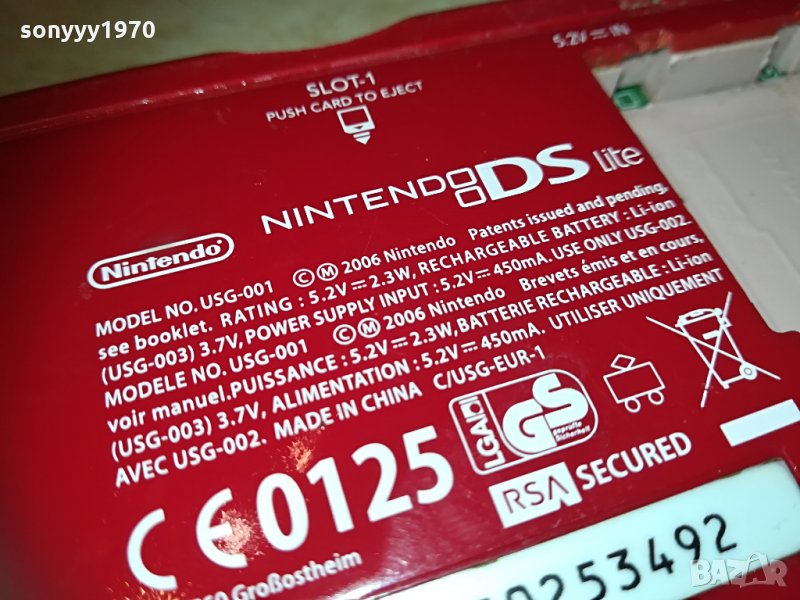 sonyyy1970
5.2V ⎓ IN
SLOT-1
PUSH CARD TO EJECT
NINTENDO DS Lite
Nintendo
MODEL NO. USG-001 ©Ⓜ 2006 Nintendo Patents issued and pending,
see booklet. RATING : 5.2V ⎓ 2.3W, RECHARGEABLE BATTERY : Li-ion
(USG-003) 3.7V, POWER SUPPLY INPUT : 5.2V ⎓ 450mA. USE ONLY USG-002.
MODELE NO. USG-001 ©Ⓜ 2006 Nintendo Brevets émis et en cours,
voir manuel.PUISSANCE : 5.2V ⎓ 2.3W, BATTERIE RECHARGEABLE : Li-ion
(USG-003) 3.7V, ALIMENTATION : 5.2V ⎓ 450mA. UTILISER UNIQUEMENT
AVEC USG-002. MADE IN CHINA C/USG-EUR-1
CE0125
LGA
GS
geprüfte
Sicherheit
RSA SECURED
Großostheim
253492
BAZAR